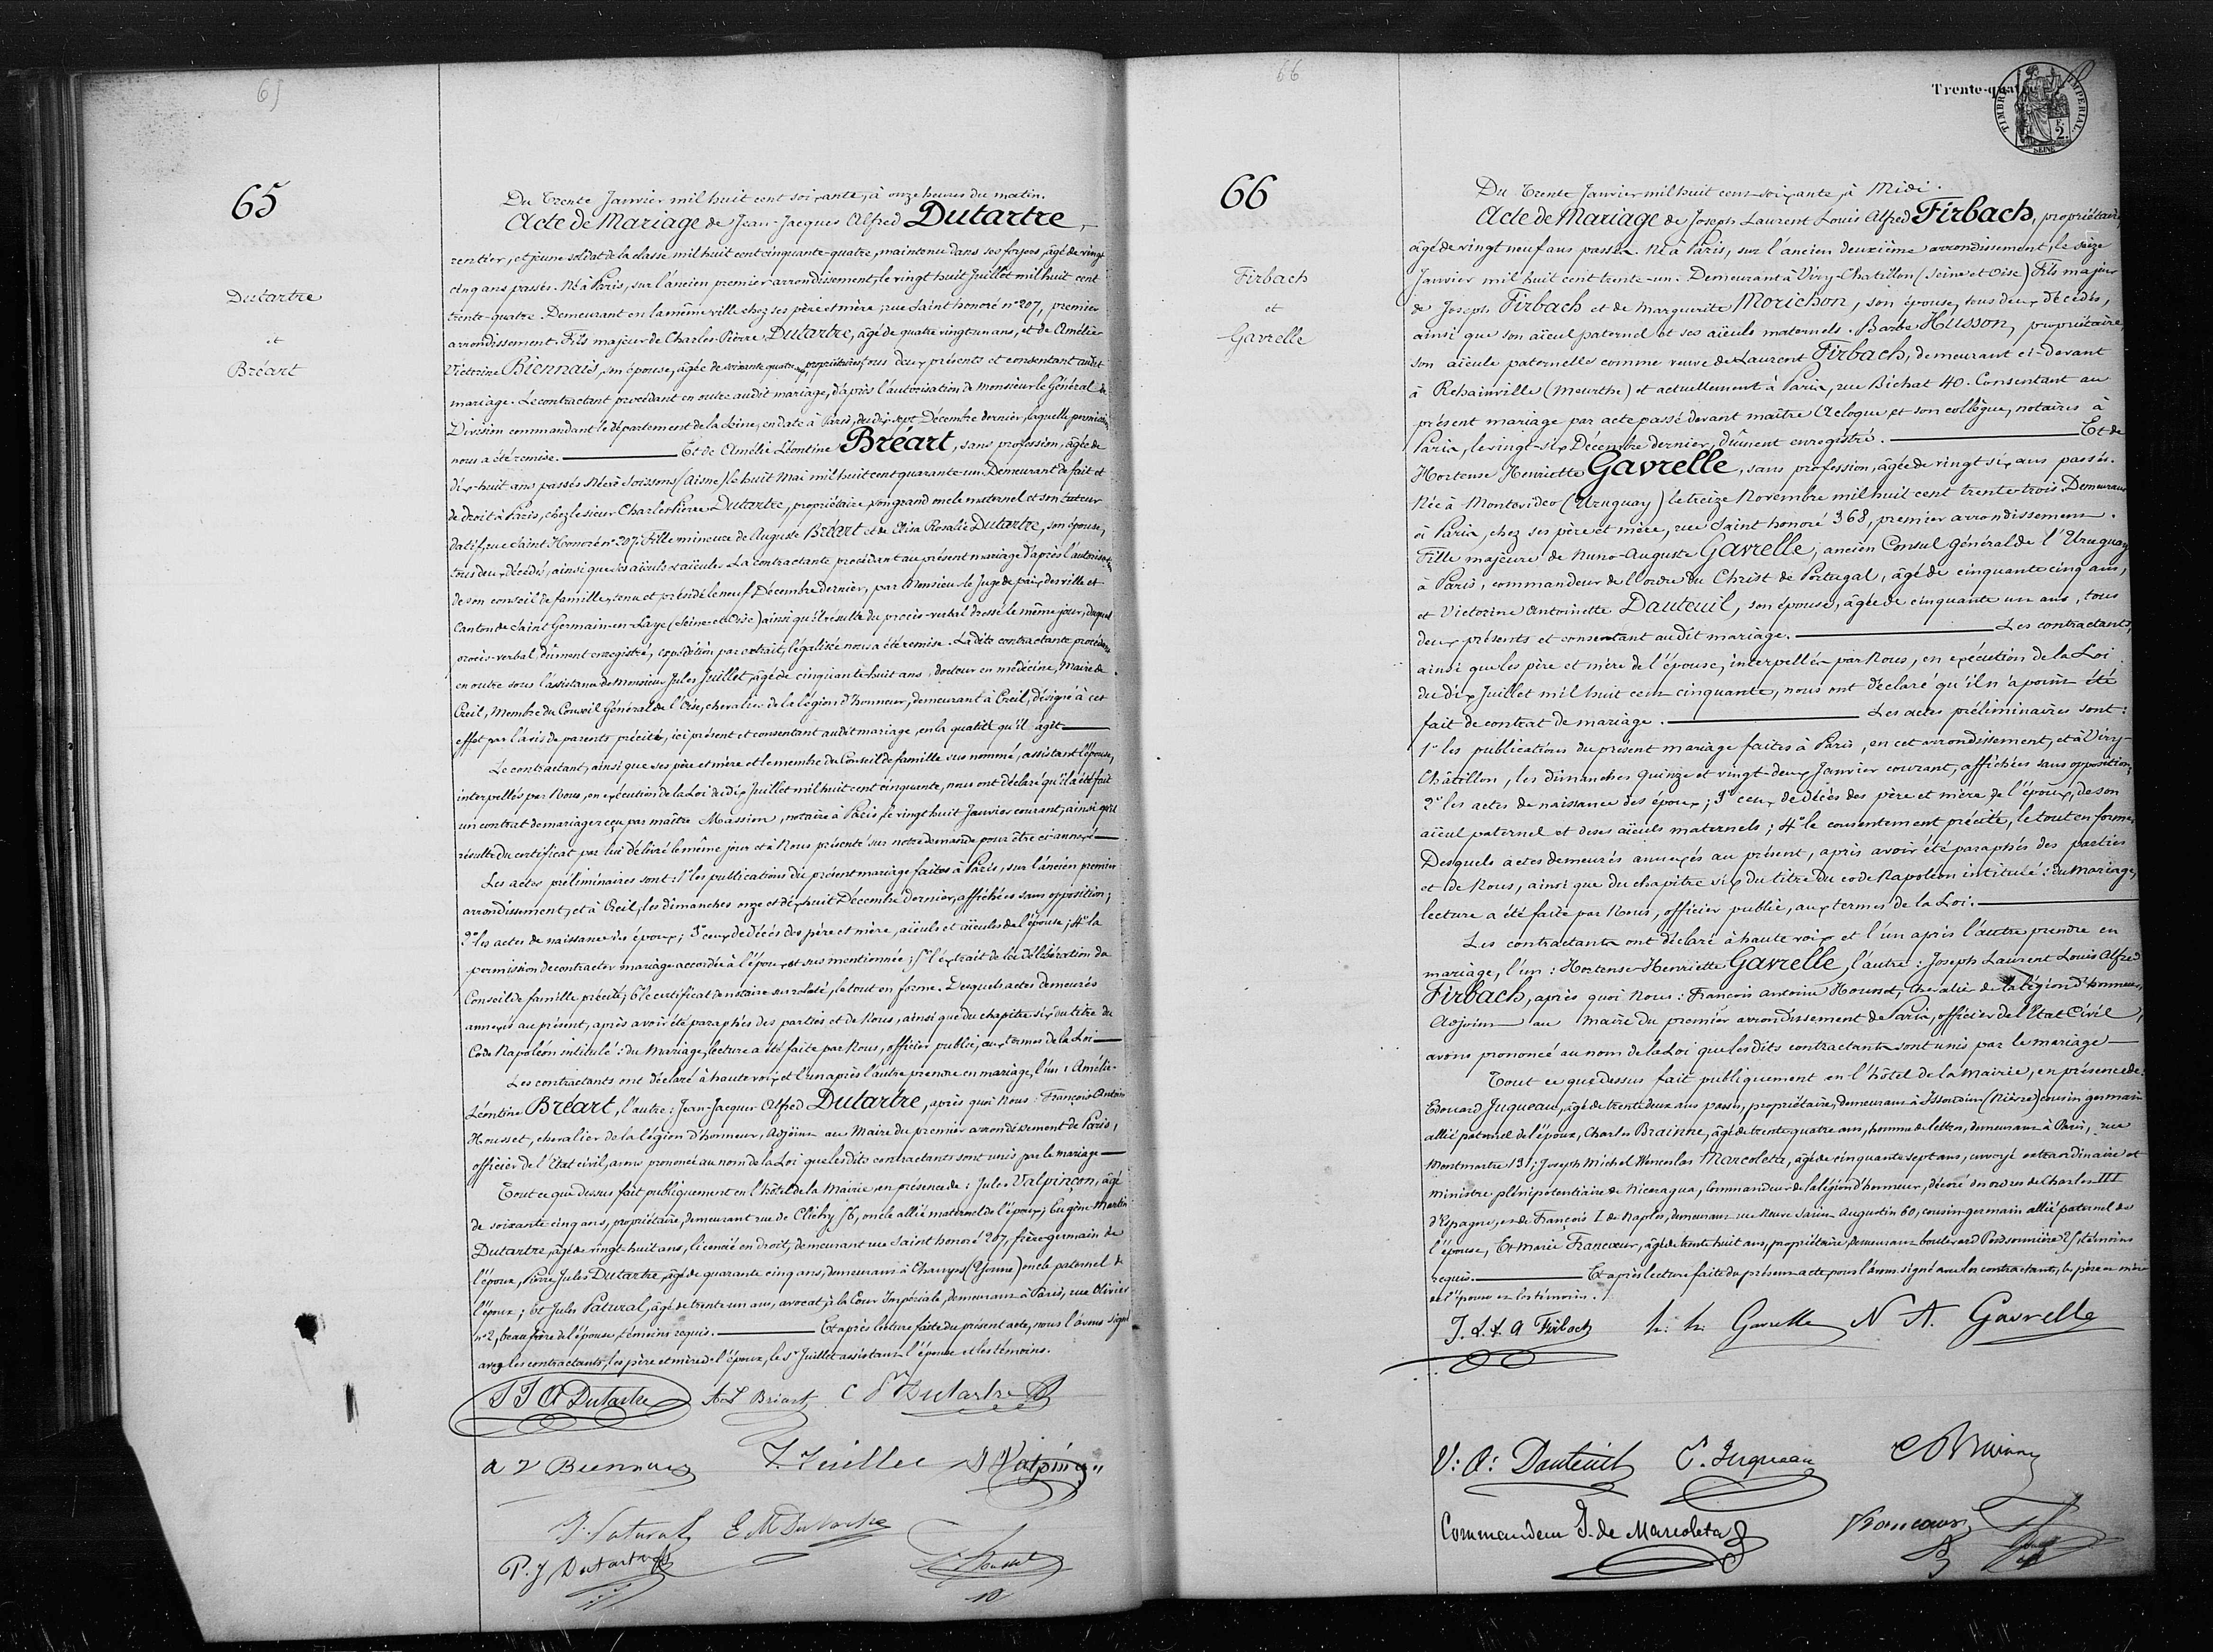 65
65
Dutartre
et
Bréart
Du trente Janvier mil huit cent soixante, à onze heures du matin.
Acte de Mariage de Jean-Jacques Alfred Dutartre,
rentier, et jeune soldat de la classe mil huit cent cinquante-quatre, maintenu dans ses foyers, âgé de vingt
cinq ans passés. Né à Paris, sur l'ancien premier arrondissement, le vingt huit Juillet mil huit cent
trente-quatre. Demeurant en la même ville chez ses père et mère, rue Saint honoré n° 207, premier
arrondissement. Fils majeur de Charles-Pierre Dutartre, âgé de quatre vingt-un ans, et de Amélie
Victorine Biennais, son épouse, âgée de soixante quatre ans, propriétaires, tous deux présents et consentant audit
mariage. Le contractant procédant en outre audit mariage, d'après l'autorisation de Monsieur le Général de
Division commandant le département de la Seine, en date à Paris, du dix-sept Décembre dernier, laquelle permission
nous a été remise. Et de Amélie Léontine Bréart, sans profession, âgée de
dix-huit ans passés. Née à Soissons (Aisne) le huit Mai mil huit cent quarante-un. Demeurant de fait et
de droit à Paris, chez le sieur Charles Pierre Dutartre, propriétaire, son grand oncle maternel et son tuteur
datif, rue Saint Honoré n° 207. Fille mineure de Auguste Bréart et de Elisa Rosalie Dutartre, son épouse,
tous deux décédés, ainsi que ses aïeuls et aïeules. La contractante procédant au présent mariage d'après l'autorisation
de son conseil de famille, tenu et présidé le neuf Décembre dernier, par Monsieur le Juge de paix des ville et
Canton de Saint Germain-en-Laye (Seine-et-Oise) ainsi qu'il résulte du procès-verbal dressé le même jour, duquel
procès-verbal dûment enregistré, expédition par extrait, légalisée nous a été remise. La dite contractante procédant
en outre sous l'assistance de Monsieur Jules Juillet, âgé de cinquante huit ans, docteur en médecine, Maire de
Creil, Membre du Conseil Général de l'Oise, chevalier de la légion d'honneur, demeurant à Creil, désigné à cet
effet par l'avis de parents précité, ici présent et consentant audit mariage, en la qualité qu'il agit
Le contractant, ainsi que ses père et mère et le membre du Conseil de famille sus nommé, assistant l'épouse,
interpellés par Nous, en exécution de la Loi du dix Juillet mil huit cent cinquante, nous ont déclaré qu'il a été fait
un contrat de mariage reçu par maître Massion, notaire à Paris, le vingt huit Janvier courant, ainsi qu'il
résulte du certificat par lui délivré le même jour et à Nous présenté sur notre demande pour être ci-annexé
Les actes préliminaires sont: 1° les publications du présent mariage faites à Paris, sur l'ancien premier
arrondissement, et à Creil, les dimanches onze et dix-huit Décembre dernier, affichées sans opposition;
2° les actes de naissance des époux; 3° ceux de décès des père et mère, aïeuls et aïeules de l'épouse; 4° la
permission de contracter mariage accordée à l'époux et sus mentionnée; 5° l'extrait de la délibération du
Conseil de famille précité; 6° le certificat de notaire sus relaté, le tout en forme. Desquels actes demeurés
annexés au présent, après avoir été paraphés des parties et de Nous, ainsi que du chapitre six du titre du
Code Napoléon intitulé: du Mariage, lecture a été faite par Nous, officier public, aux termes de la Loi
Les contractants ont déclaré à haute voix et l'un après l'autre prendre en mariage, l'un: Amélie-
Léontine Bréart, l'autre: Jean-Jacques-Alfred Dutartre, après quoi Nous: François Antoine
Housset, chevalier de la légion d'honneur, Adjoint au Maire du premier arrondissement de Paris,
officier de l'Etat civil, avons prononcé au nom de la Loi que lesdits contractants sont unis par le mariage
Tout ce que dessus fait publiquement en l'hôtel de la Mairie, en présence de: Jules Valpinçon, âgé
de soixante cinq ans, propriétaire, demeurant rue de Clichy 56, oncle allié maternel de l'époux; Eugène-Martin
Dutartre, âgé de vingt-huit ans, licencié en droit, demeurant rue Saint honoré 207, frère germain de
l'époux, Pierre Jules Dutartre, âgé de quarante cinq ans, demeurant à (Yonne) oncle paternel de
l'époux; Et Jules Patural, âgé de trente un ans, avocat à la Cour Impériale, demeurant à Paris, rue Olivier
n° 2, beau frère de l'épouse, témoins requis. Et après lecture faite du présent acte, nous l'avons signé
avec les contractants, les père et mère de l'époux, le Sr Juillet assistant l'épouse et les témoins.
J J A Dutartre A L Bréart C P Dutartre
A V Biennais J. Juillet J Valpinçon
J. Patural E M Dutartre
P. J Dutartre Housset
66
Trente-quatre
TIMBRE IMPERIAL
2
SEINE
66
Firbach
et
Gavrelle
Du Trente Janvier mil huit cent soixante, à Midi.
Acte de Mariage de Joseph Laurent Louis Alfred Firbach, propriétaire,
âgé de vingt neuf ans passés. Né à Paris, sur l'ancien deuxième arrondissement, le seize
Janvier mil huit cent trente-un. Demeurant à Viry-Chatillon (Seine et Oise) Fils majeur
de Joseph Firbach et de Marguerite Morichon, son épouse, tous deux décédés,
ainsi que son aïeul paternel et ses aïeuls maternels. Barbe Husson, propriétaire,
son aïeule paternelle comme veuve de Laurent Firbach, demeurant ci-devant
à Rehainville (Meurthe) et actuellement à Paris, rue Bichat 40. Consentant au
présent mariage par acte passé devant maître Acloque et son collègue, notaires à
Paris, le vingt-six Décembre dernier, dûment enregistré. Et de
Hortense Henriette Gavrelle, sans profession, âgée de vingt six ans passés.
Née à Montevideo (Uruguay) le treize Novembre mil huit cent trente trois. Demeurant
à Paris, chez ses père et mère, rue Saint honoré 368, premier arrondissement.
Fille majeure de Nuno-Auguste Gavrelle, ancien Consul Général de l'Uruguay
à Paris, commandeur de l'ordre du Christ de Portugal, âgé de cinquante cinq ans,
et Victorine Antoinette Dauteuil, son épouse, âgée de cinquante un ans, tous
deux présents et consentant audit mariage. Les contractants,
ainsi que les père et mère de l'épouse, interpellés par Nous, en exécution de la Loi
du dix Juillet mil huit cent cinquante, nous ont déclaré qu'il n'a point été
fait de contrat de mariage. Les actes préliminaires sont:
1° les publications du présent mariage faites à Paris, en cet arrondissement, et à Viry-
Châtillon, les dimanches quinze et vingt-deux Janvier courant, affichées sans opposition;
2° les actes de naissance des époux; 3° ceux de décès des père et mère de l'époux, de son
aïeul paternel et de ses aïeuls maternels; 4° le consentement précité, le tout en forme.
Desquels actes demeurés annexés au présent, après avoir été paraphés des parties
et de Nous, ainsi que du chapitre six du titre du code Napoléon intitulé: du Mariage,
lecture a été faite par Nous, officier public, aux termes de la Loi.
Les contractants ont déclaré à haute voix et l'un après l'autre prendre en
mariage, l'un: Hortense-Henriette Gavrelle, l'autre: Joseph Laurent Louis Alfred
Firbach, après quoi Nous: François Antoine Housset, Chevalier de la légion d'honneur,
Adjoint au Maire du premier arrondissement de Paris, officier de l'Etat Civil,
avons prononcé au nom de la Loi que lesdits contractants sont unis par le mariage
Tout ce que dessus fait publiquement en l'hôtel de la Mairie, en présence de:
Edouard Juqueau, âgé de trente deux ans passés, propriétaire, demeurant à Issoudun (Nièvre) cousin germain
allié paternel de l'époux, Charles Brainne, âgé de trente-quatre ans, homme de lettres, demeurant à Paris, rue
Montmartre 131; Joseph Michel Wenceslas Marcoleta, âgé de cinquante sept ans, envoyé extraordinaire et
ministre plénipotentiaire de Nicaragua, Commandeur de la légion d'honneur, décoré des ordres de Charles III
d'Espagne, et de François I de Naples, demeurant rue Neuve Saint Augustin 60, cousin germain allié paternel de
l'épouse, Et Marie Francoeur, âgé de trente huit ans, propriétaire, demeurant boulevard Poissonnière 25, témoins
requis. Et après lecture faite du présent acte, nous l'avons signé avec les contractants, les père et mère
de l'épouse et les témoins.
J. L. L. A Firbach h: h: Gavrelle N A. Gavrelle
V: A: Dauteuil E. Juqueau C Brainne
Commandeur J. de Marcoleta Francoeur